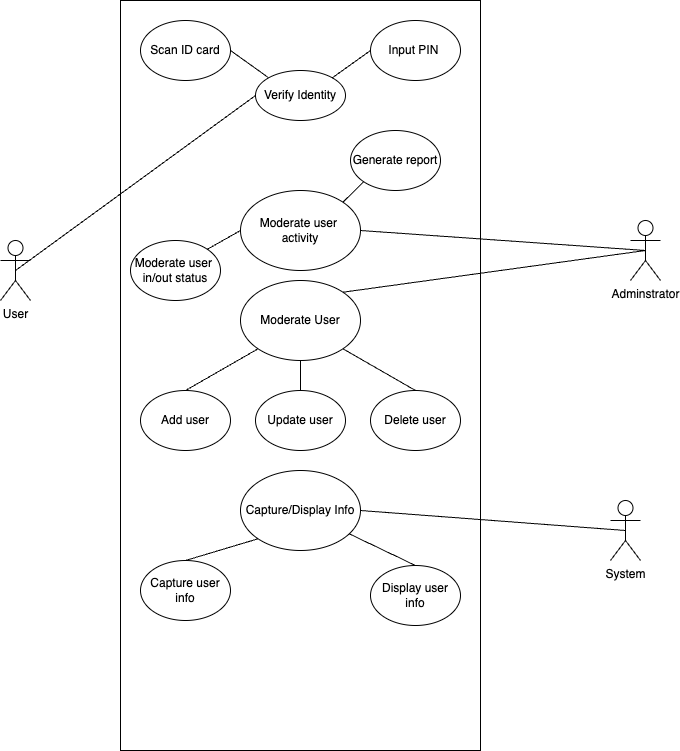 Scan ID card
Input PIN
Verify Identity
Generate report
Moderate user
activity
Moderate user
in/out status
User
Adminstrator
Moderate User
Add user
Update user
Delete user
Capture/Display Info
System
Capture user
info
Display user
info